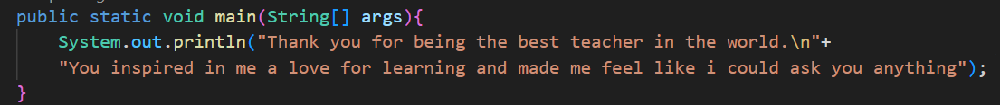 public static void main(String[] args){
System.out.println("Thank you for being the best teacher in the world.\n"+
"You inspired in me a love for learning and made me feel like i could ask you anything");
}